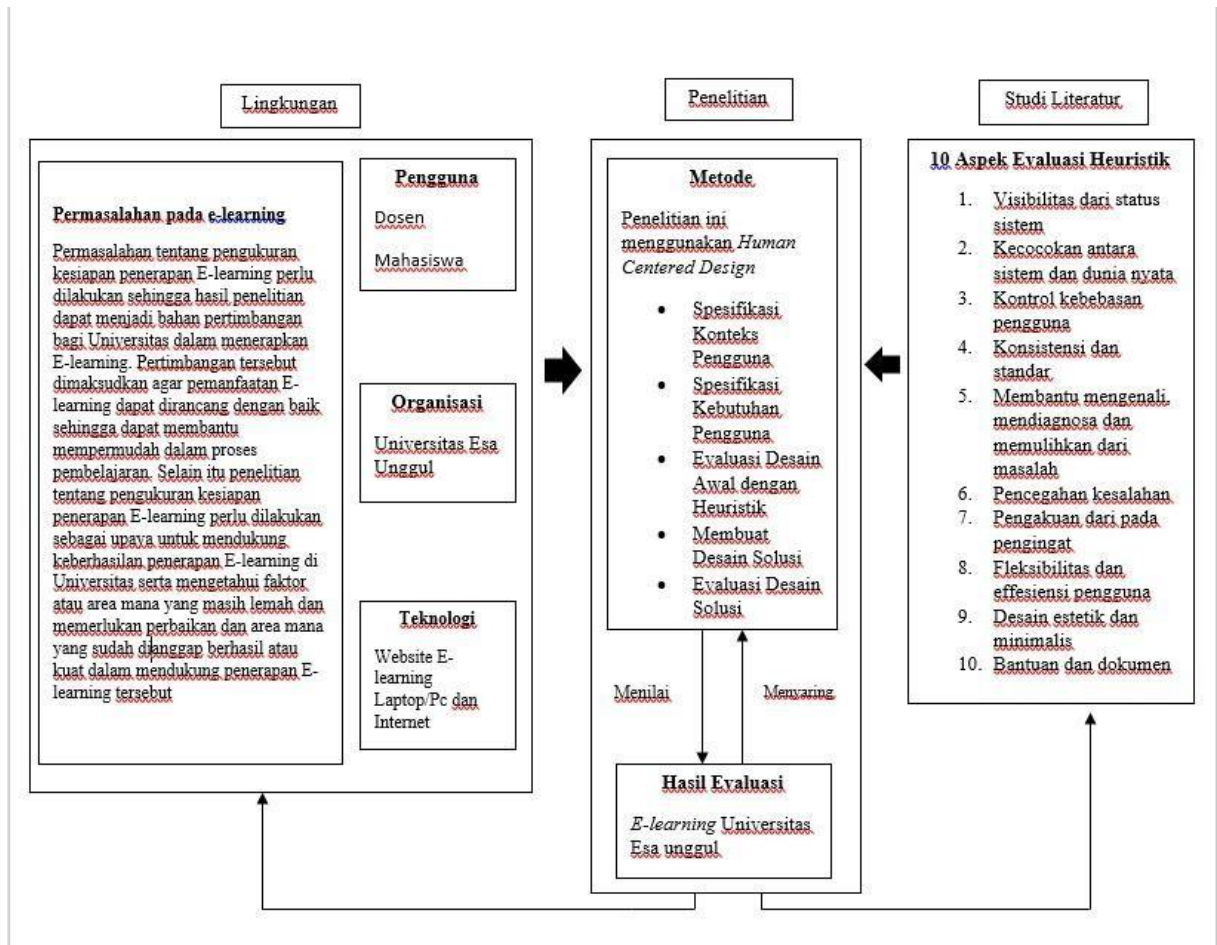 Lingkungan
Permasalahan pada e-learning
Permasalahan tentang pengukuran
kesiapan penerapan E-learning perlu
dilakukan sehingga hasil penelitian
dapat menjadi bahan pertimbangan
bagi Universitas dalam menerapkan
E-learning. Pertimbangan tersebut
dimaksudkan agar pemanfaatan E-
learning dapat dirancang dengan baik
sehingga dapat membantu
mempermudah dalam proses
pembelajaran. Selain itu penelitian
tentang pengukuran kesiapan
penerapan E-learning perlu dilakukan
sebagai upaya untuk mendukung
keberhasilan penerapan E-learning di
Universitas serta mengetahui faktor
atau area mana yang masih lemah dan
memerlukan perbaikan dan area mana
yang sudah dianggap berhasil atau
kuat dalam mendukung penerapan E-
learning tersebut
Pengguna
Dosen
Mahasiswa
Organisasi
Universitas Esa
Unggul
Teknologi
Website E-
learning
Laptop/Pc dan
Internet
Penelitian
Metode
Penelitian ini
menggunakan Human
Centered Design
• Spesifikasi
Konteks
Pengguna
• Spesifikasi
Kebutuhan
Pengguna
• Evaluasi Desain
Awal dengan
Heuristik
• Membuat
Desain Solusi
• Evaluasi Desain
Solusi
Menilai
Menyaring
Hasil Evaluasi
E-learning Universitas
Esa unggul
Studi Literatur
10 Aspek Evaluasi Heuristik
1. Visibilitas dari status
sistem
2. Kecocokan antara
sistem dan dunia nyata
3. Kontrol kebebasan
pengguna
4. Konsistensi dan
standar
5. Membantu mengenali,
mendiagnosa dan
memulihkan dari
masalah
6. Pencegahan kesalahan
7. Pengakuan dari pada
pengingat
8. Fleksibilitas dan
effesiensi pengguna
9. Desain estetik dan
minimalis
10. Bantuan dan dokumen